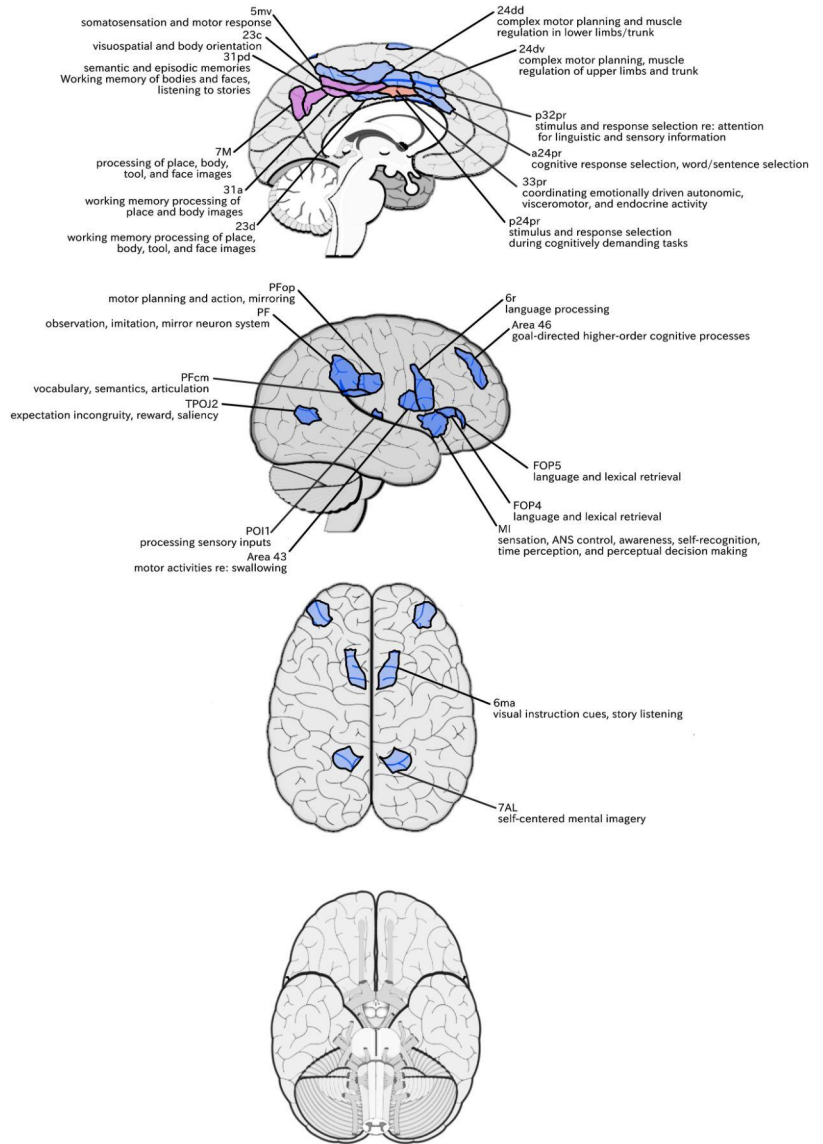 5mv
somatosensation and motor response
23c
visuospatial and body orientation
31pd
semantic and episodic memories
Working memory of bodies and faces,
listening to stories
7M
processing of place, body,
tool, and face images
31a
working memory processing of
place and body images
23d
working memory processing of place,
body, tool, and face images
24dd
complex motor planning and muscle
regulation in lower limbs/trunk
24dv
complex motor planning, muscle
regulation of upper limbs and trunk
p32pr
stimulus and response selection re: attention
for linguistic and sensory information
a24pr
cognitive response selection, word/sentence selection
33pr
coordinating emotionally driven autonomic,
visceromotor, and endocrine activity
p24pr
stimulus and response selection
during cognitively demanding tasks
PFop
motor planning and action, mirroring
PF
observation, imitation, mirror neuron system
PFcm
vocabulary, semantics, articulation
TPOJ2
expectation incongruity, reward, saliency
POI1
processing sensory inputs
Area 43
motor activities re: swallowing
6r
language processing
Area 46
goal-directed higher-order cognitive processes
FOP5
language and lexical retrieval
FOP4
language and lexical retrieval
MI
sensation, ANS control, awareness, self-recognition,
time perception, and perceptual decision making
6ma
visual instruction cues, story listening
7AL
self-centered mental imagery